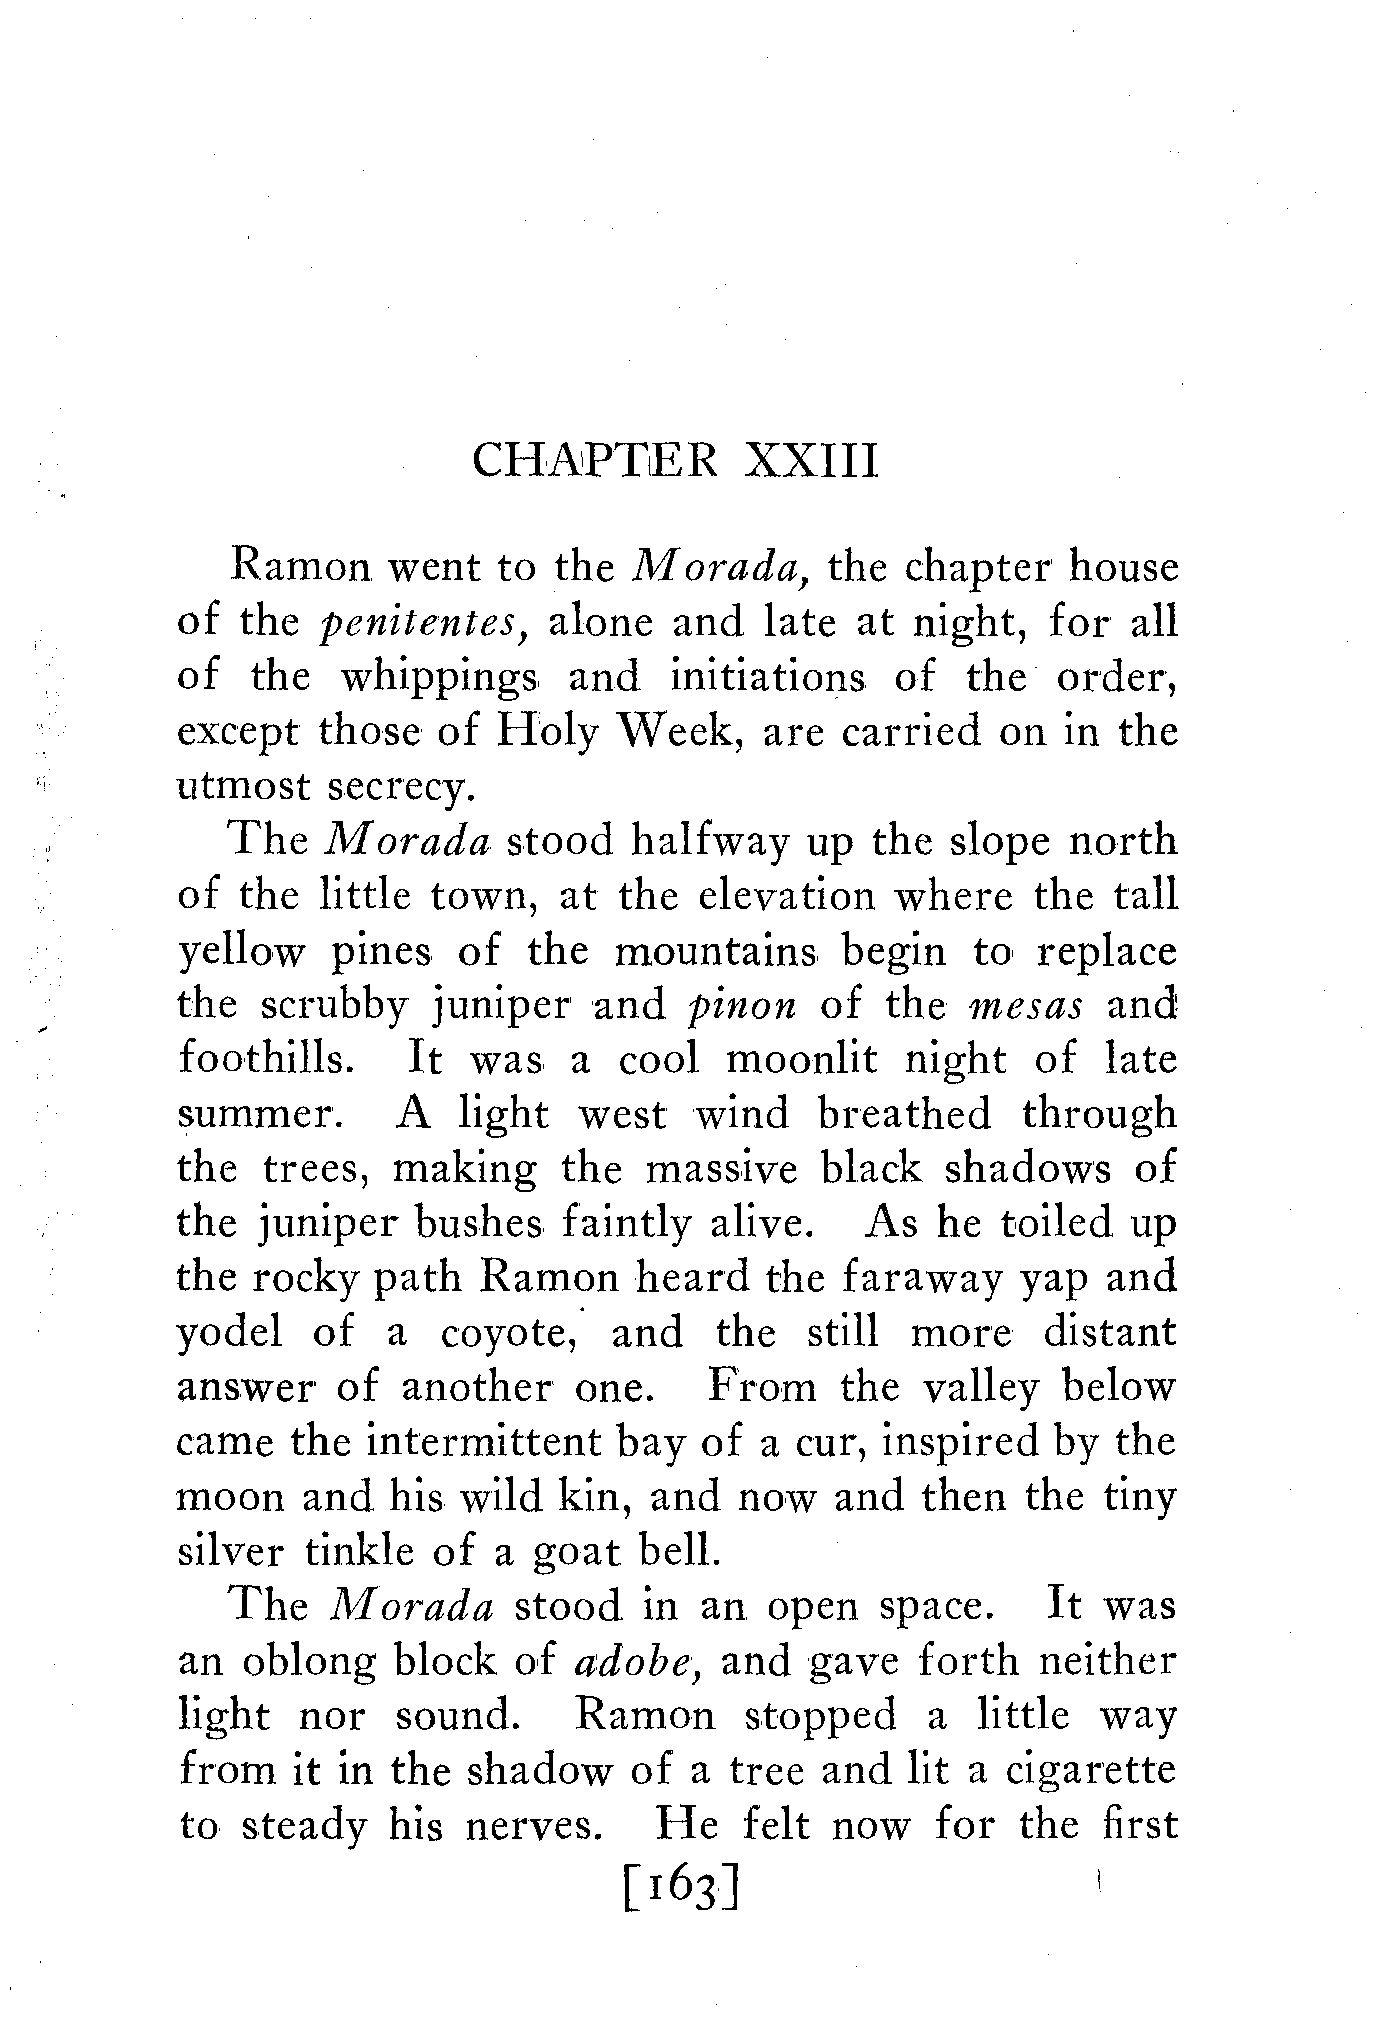 CHAPTER XXIII
Ramon went to the Morada, the chapter house
of the penitentes, alone and late at night, for all
of the whippings and initiations of the order,
except those of Holy Week, are carried on in the
utmost secrecy.
The Morada stood halfway up the slope north
of the little town, at the elevation where the tall
yellow pines of the mountains begin to replace
the scrubby juniper and pinon of the mesas and
foothills. It was a cool moonlit night of late
summer. A light west wind breathed through
the trees, making the massive black shadows of
the juniper bushes faintly alive. As he toiled up
the rocky path Ramon heard the faraway yap and
yodel of a coyote, and the still more distant
answer of another one. From the valley below
came the intermittent bay of a cur, inspired by the
moon and his wild kin, and now and then the tiny
silver tinkle of a goat bell.
The Morada stood in an open space. It was
an oblong block of adobe, and gave forth neither
light nor sound. Ramon stopped a little way
from it in the shadow of a tree and lit a cigarette
to steady his nerves. He felt now for the first
[163]